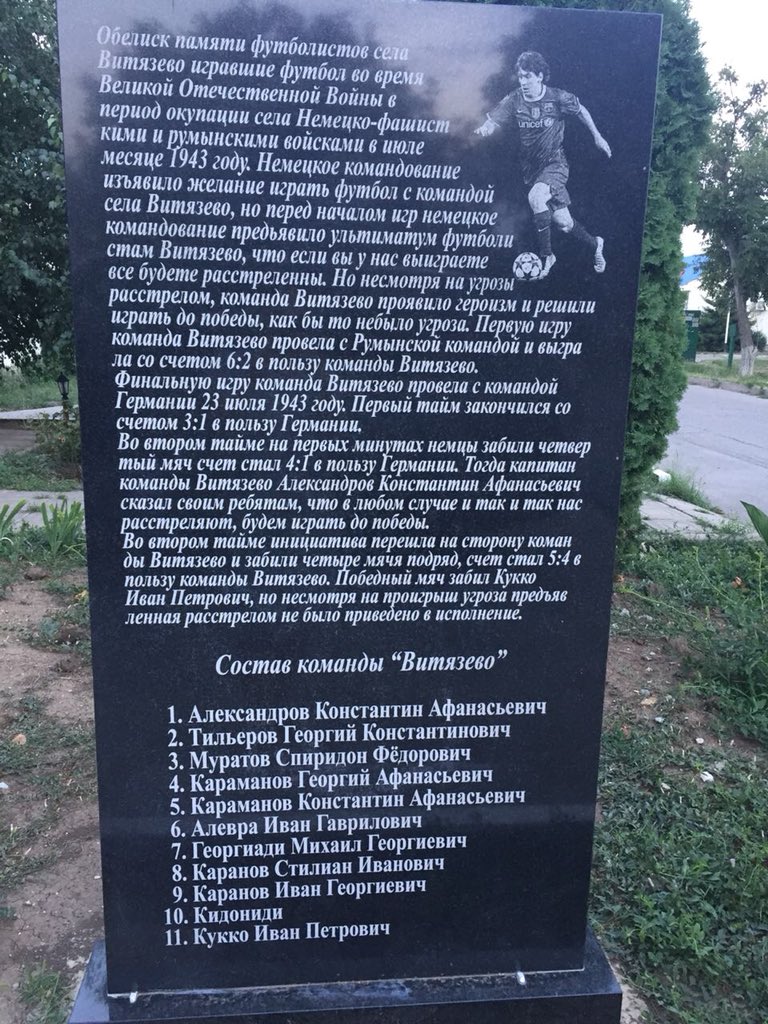 Обелиск памяти футболистов села
Витязево игравшие футбол во время
Великой Отечественной Войны в
период окупации села Немецко-фашист
кими и румынскими войсками в июле
месяце 1943 году. Немецкое командование
изъявило желание играть футбол с командой
села Витязево, но перед началом игр немецкое
командование предъявило ультиматум футболи
стам Витязево, что если вы у нас выиграете
все будете расстреленны. Но несмотря на угрозы
расстрелом, команда Витязево проявило героизм и решили
играть до победы, как бы то небыло угроза. Первую игру
команда Витязево провела с Румынской командой и выгра
ла со счетом 6:2 в пользу команды Витязево.
Финальную игру команда Витязево провела с командой
Германии 23 июля 1943 году. Первый тайм закончился со
счетом 3:1 в пользу Германии.
Во втором тайме на первых минутах немцы забили четвер
тый мяч счет стал 4:1 в пользу Германии. Тогда капитан
команды Витязево Александров Константин Афанасьевич
сказал своим ребятам, что в любом случае и так и так нас
расстреляют, будем играть до победы.
Во втором тайме инициатива перешла на сторону коман
ды Витязево и забили четыре мячя подряд, счет стал 5:4 в
пользу команды Витязево. Победный мяч забил Кукко
Иван Петрович, но несмотря на проигрыш угроза предъяв
ленная расстрелом не было приведено в исполнение.
unicef
Состав команды “Витязево”
1. Александров Константин Афанасьевич
2. Тильеров Георгий Константинович
3. Муратов Спиридон Фёдорович
4. Караманов Георгий Афанасьевич
5. Караманов Константин Афанасьевич
6. Алевра Иван Гаврилович
7. Георгиади Михаил Георгиевич
8. Каранов Стилиан Иванович
9. Каранов Иван Георгиевич
10. Кидониди
11. Кукко Иван Петрович